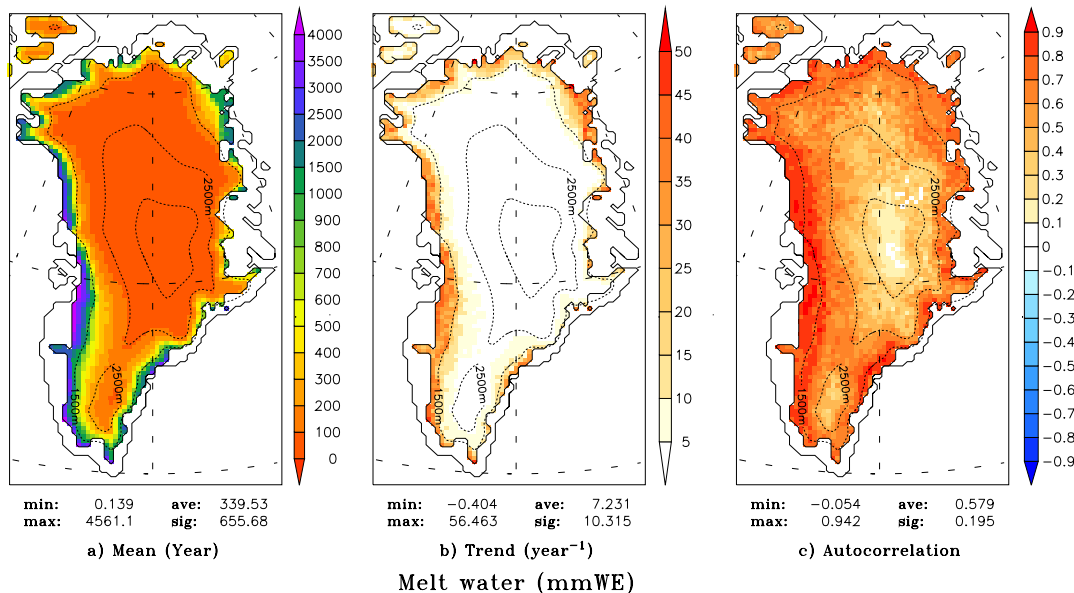 4000
3500
3000
2500
2000
1500
1000
900
800
700
600
500
400
300
200
100
0
2500m
2500m
1500m
min: 0.139 ave: 339.53
max: 4561.1 sig: 655.68
a) Mean (Year)
50
45
40
35
30
25
20
15
10
5
2500m
2500m
1500m
min: −0.404 ave: 7.231
max: 56.463 sig: 10.315
b) Trend (year⁻¹)
0.9
0.8
0.7
0.6
0.5
0.4
0.3
0.2
0.1
0
−0.1
−0.2
−0.3
−0.4
−0.5
−0.6
−0.7
−0.8
−0.9
2500m
2500m
1500m
min: −0.054 ave: 0.579
max: 0.942 sig: 0.195
c) Autocorrelation
Melt water (mmWE)